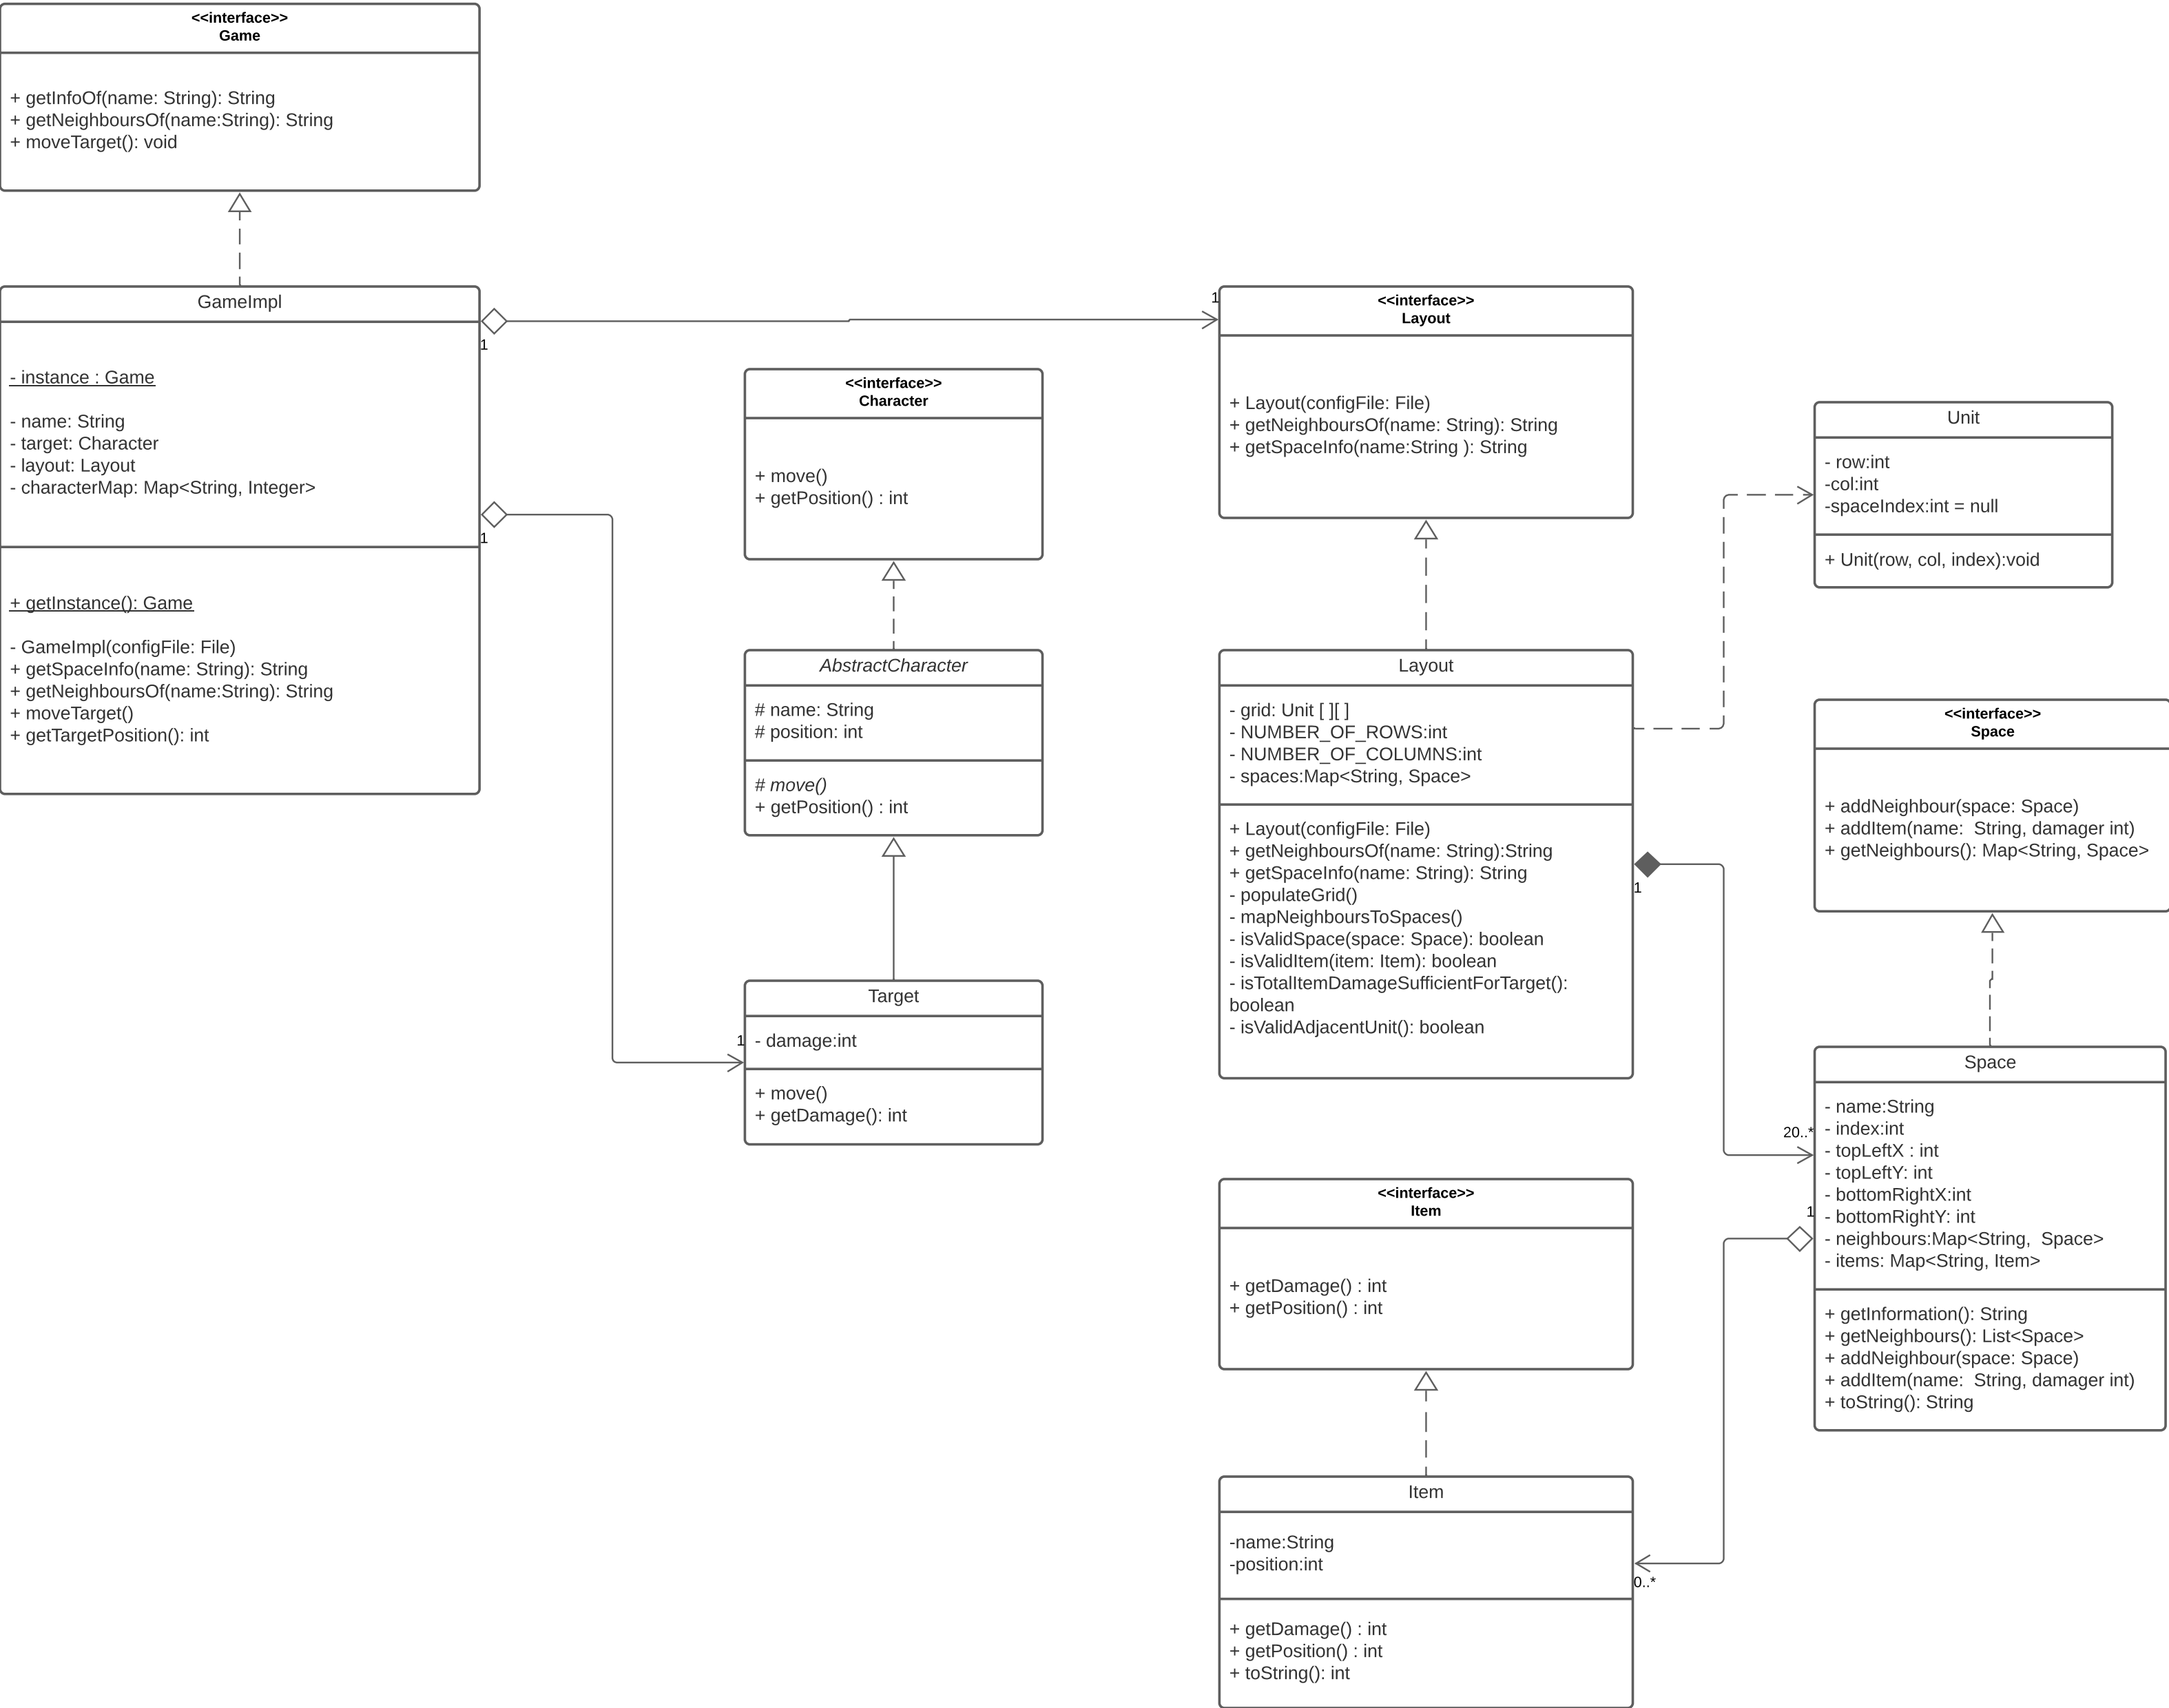 <<interface>>
Game
+ getInfoOf(name: String): String
+ getNeighboursOf(name:String): String
+ moveTarget(): void
GameImpl
- instance : Game
- name: String
- target: Character
- layout: Layout
- characterMap: Map<String, Integer>
+ getInstance(): Game
- GameImpl(configFile: File)
+ getSpaceInfo(name: String): String
+ getNeighboursOf(name:String): String
+ moveTarget()
+ getTargetPosition(): int
1
1
1
1
<<interface>>
Character
+ move()
+ getPosition() : int
AbstractCharacter
# name: String
# position: int
# move()
+ getPosition() : int
Target
- damage:int
+ move()
+ getDamage(): int
<<interface>>
Layout
+ Layout(configFile: File)
+ getNeighboursOf(name: String): String
+ getSpaceInfo(name:String ): String
Layout
- grid: Unit [ ][ ]
- NUMBER_OF_ROWS:int
- NUMBER_OF_COLUMNS:int
- spaces:Map<String, Space>
+ Layout(configFile: File)
+ getNeighboursOf(name: String):String
+ getSpaceInfo(name: String): String
- populateGrid()
- mapNeighboursToSpaces()
- isValidSpace(space: Space): boolean
- isValidItem(item: Item): boolean
- isTotalItemDamageSufficientForTarget():
boolean
- isValidAdjacentUnit(): boolean
1
20..*
1
0..*
<<interface>>
Item
+ getDamage() : int
+ getPosition() : int
Item
-name:String
-position:int
+ getDamage() : int
+ getPosition() : int
+ toString(): int
Unit
- row:int
-col:int
-spaceIndex:int = null
+ Unit(row, col, index):void
<<interface>>
Space
+ addNeighbour(space: Space)
+ addItem(name:  String, damager int)
+ getNeighbours(): Map<String, Space>
Space
- name:String
- index:int
- topLeftX : int
- topLeftY: int
- bottomRightX:int
- bottomRightY: int
- neighbours:Map<String,  Space>
- items: Map<String, Item>
+ getInformation(): String
+ getNeighbours(): List<Space>
+ addNeighbour(space: Space)
+ addItem(name:  String, damager int)
+ toString(): String